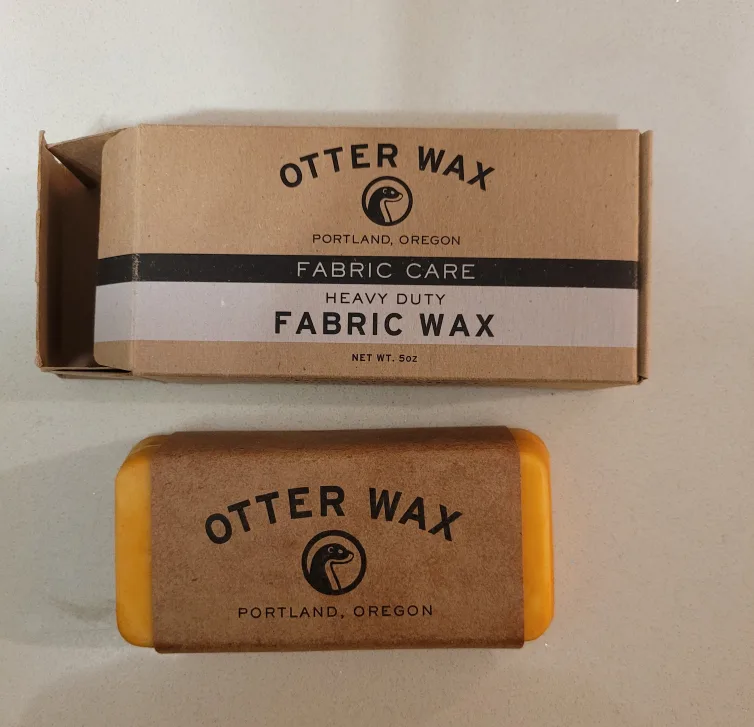 OTTER WAX
PORTLAND, OREGON
FABRIC CARE
HEAVY DUTY
FABRIC WAX
NET WT. 5oz
OTTER WAX
PORTLAND, OREGON